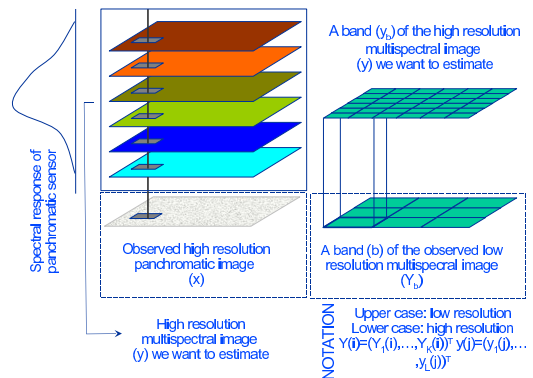 Spectral response of
panchromatic sensor
A band (y_b) of the high resolution
multispectral image
(y) we want to estimate
Observed high resolution
panchromatic image
(x)
A band (b) of the observed low
resolution multispecral image
(Y_b)
High resolution
multispectral image
(y) we want to estimate
NOTATION
Upper case: low resolution
Lower case: high resolution
Y(i)=(Y_1(i),…,Y_K(i))^T y(j)=(y_1(j),…
,y_L(j))^T